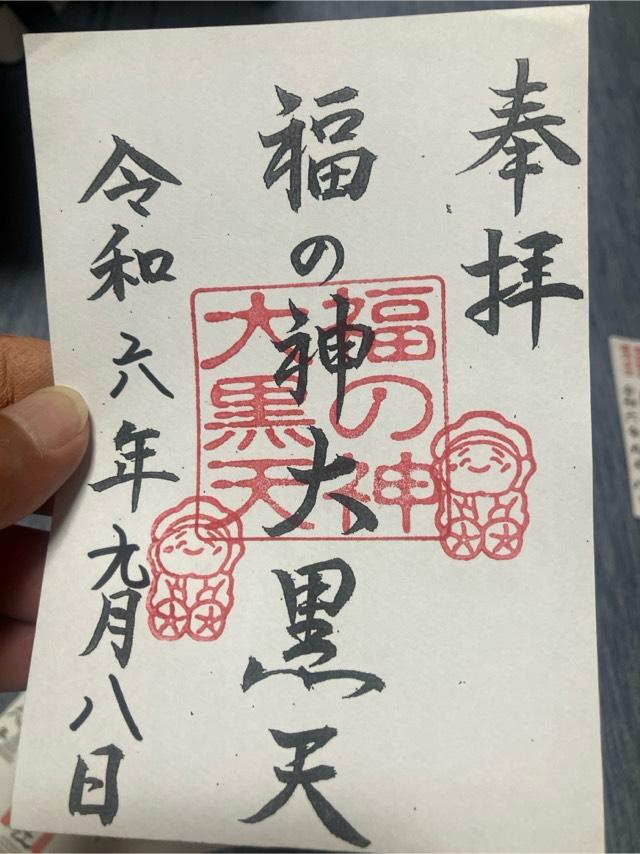 奉拝
福の神大黒天
福の神
大黒天
令和六年九月八日